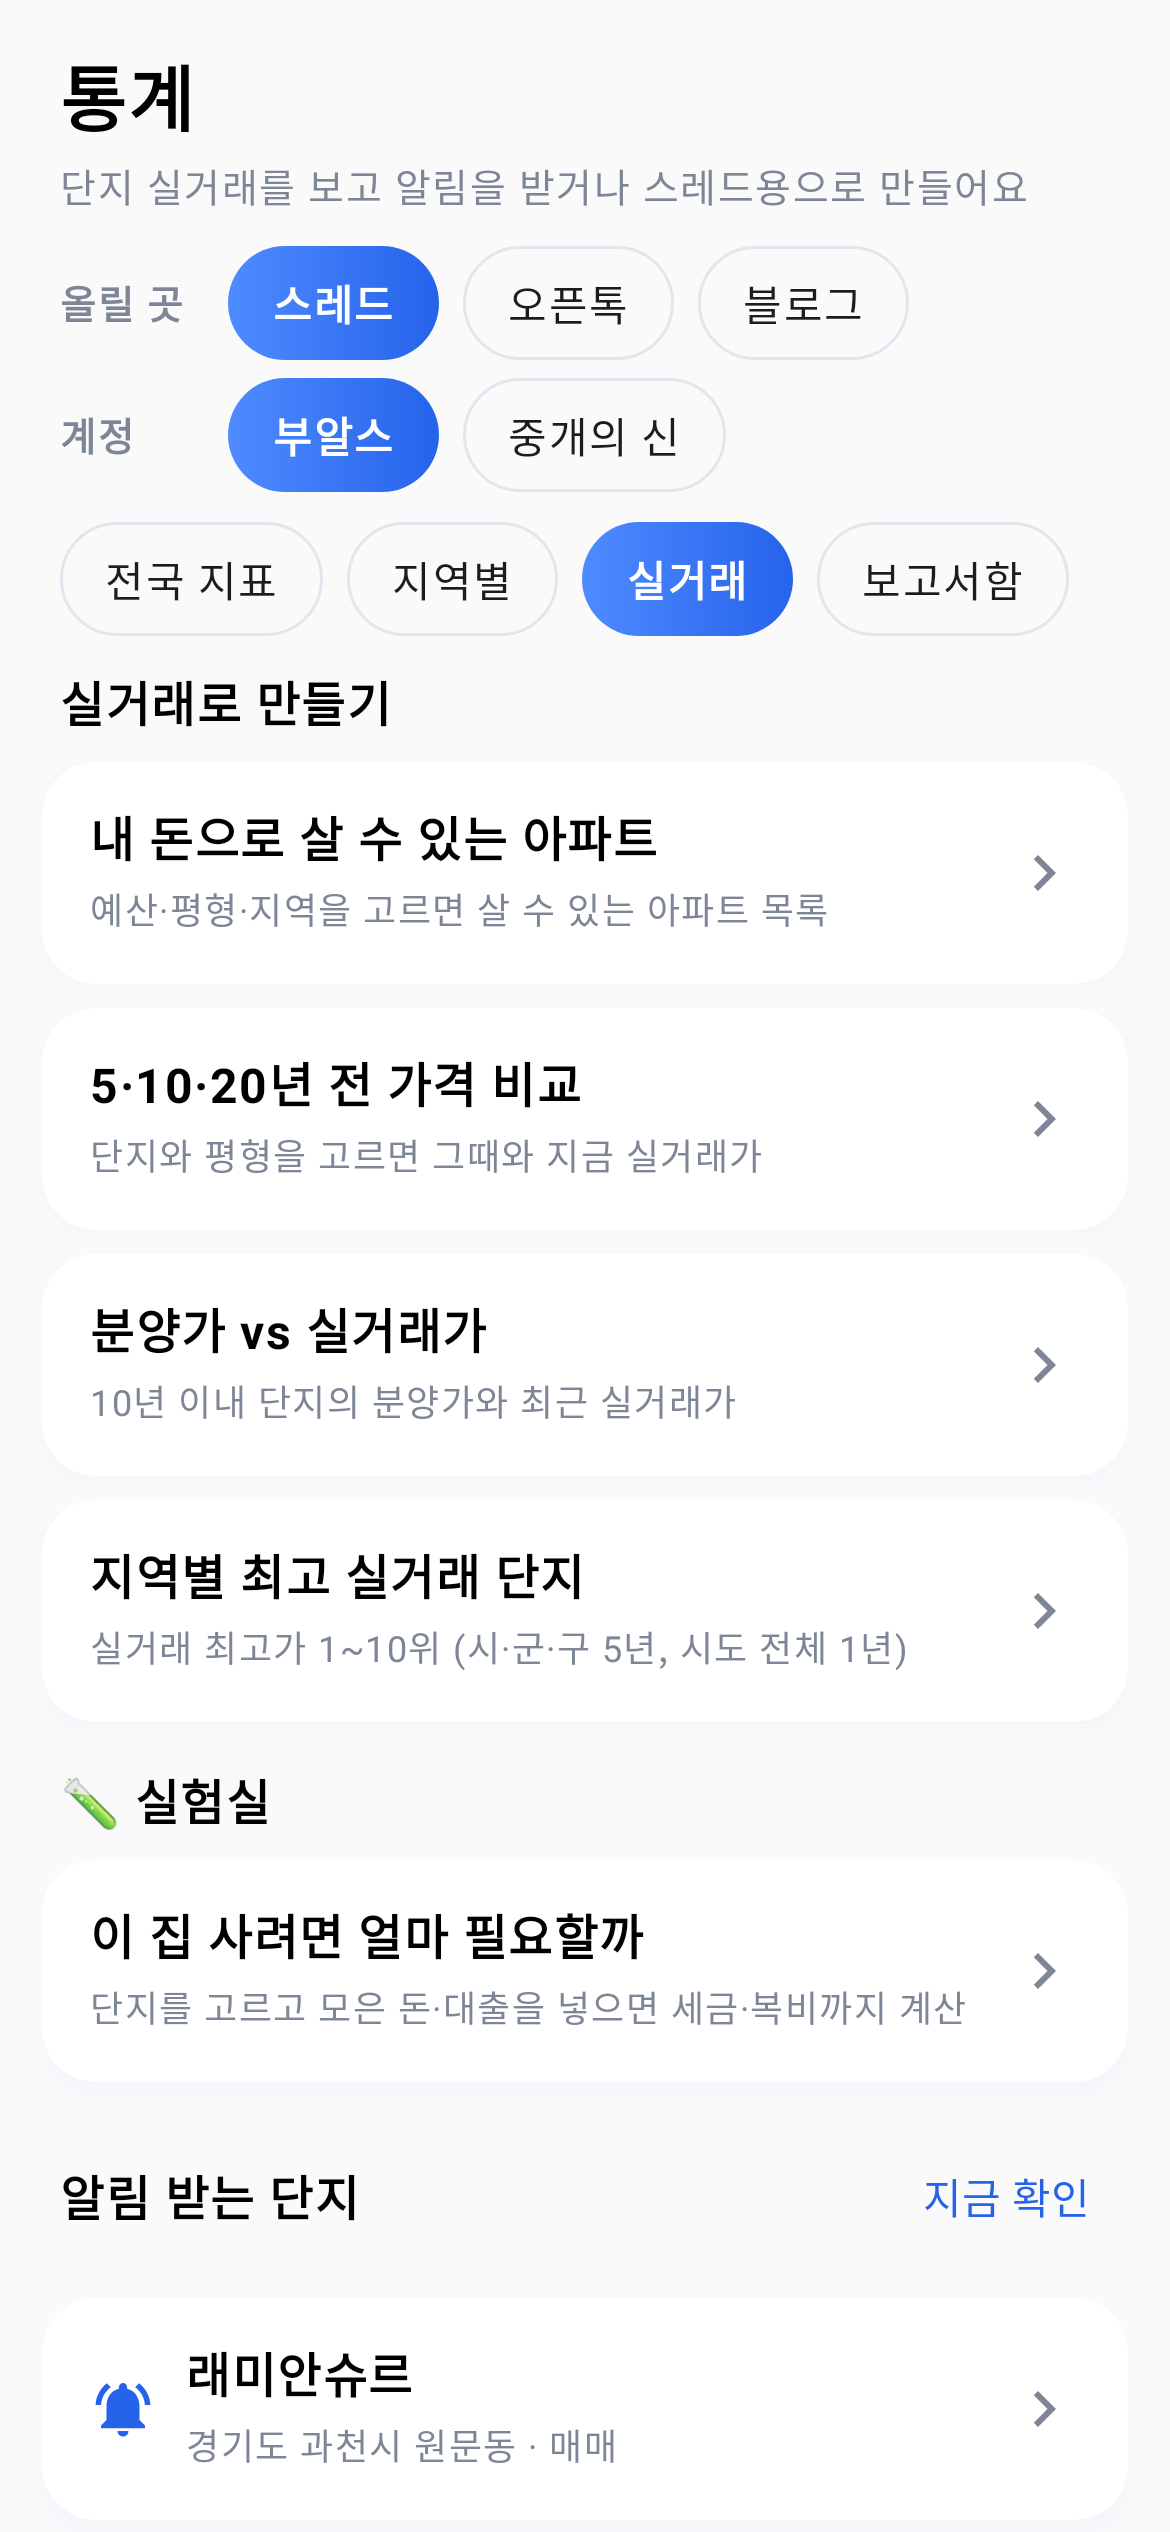 통계
단지 실거래를 보고 알림을 받거나 스레드용으로 만들어요
올릴 곳 스레드 오픈톡 블로그
계정 부알스 중개의 신
전국 지표 지역별 실거래 보고서함
실거래로 만들기
내 돈으로 살 수 있는 아파트
예산·평형·지역을 고르면 살 수 있는 아파트 목록
5·10·20년 전 가격 비교
단지와 평형을 고르면 그때와 지금 실거래가
분양가 vs 실거래가
10년 이내 단지의 분양가와 최근 실거래가
지역별 최고 실거래 단지
실거래 최고가 1~10위 (시·군·구 5년, 시도 전체 1년)
실험실
이 집 사려면 얼마 필요할까
단지를 고르고 모은 돈·대출을 넣으면 세금·복비까지 계산
알림 받는 단지 지금 확인
래미안슈르
경기도 과천시 원문동 · 매매